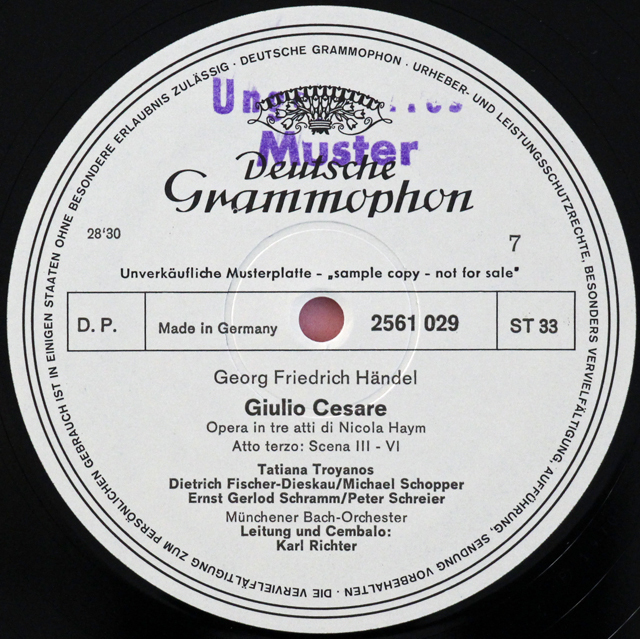 DIE VERVIELFÄLTIGUNG ZUM PERSÖNLICHEN GEBRAUCH IST IN EINIGEN STAATEN OHNE BESONDERE ERLAUBNIS ZULÄSSIG · DEUTSCHE GRAMMOPHON · URHEBER- UND LEISTUNGSSCHUTZRECHTE, BESONDERS VERVIELFÄLTIGUNG, AUFFÜHRUNG, SENDUNG VORBEHALTEN ·
Muster
Deutsche
Grammophon
28'30
7
Unverkäufliche Musterplatte - „sample copy - not for sale"
D. P. Made in Germany 2561 029 ST 33
Georg Friedrich Händel
Giulio Cesare
Opera in tre atti di Nicola Haym
Atto terzo: Scena III - VI
Tatiana Troyanos
Dietrich Fischer-Dieskau/Michael Schopper
Ernst Gerlod Schramm/Peter Schreier
Münchener Bach-Orchester
Leitung und Cembalo:
Karl Richter